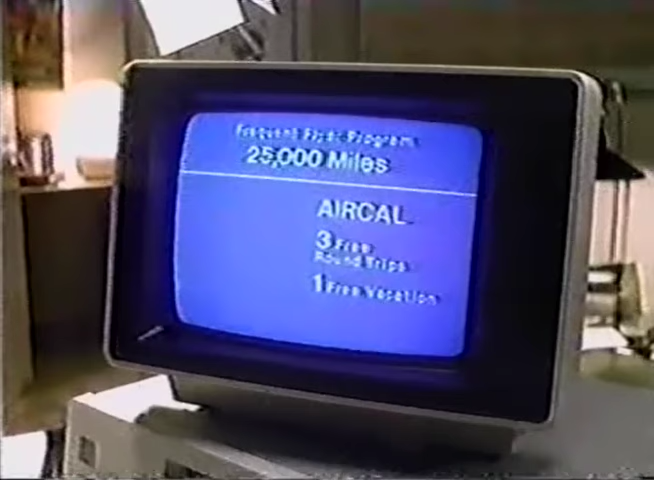 Frequent Flyer Program
25,000 Miles
AIRCAL
3 Free
Round Trips
1 Free Vacation